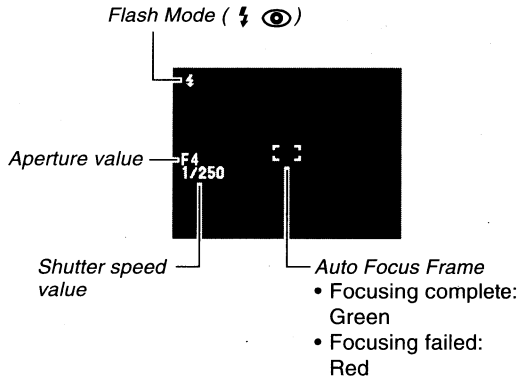 Flash Mode ( )
Aperture value
F4
1/250
Shutter speed
value
Auto Focus Frame
• Focusing complete:
Green
• Focusing failed:
Red